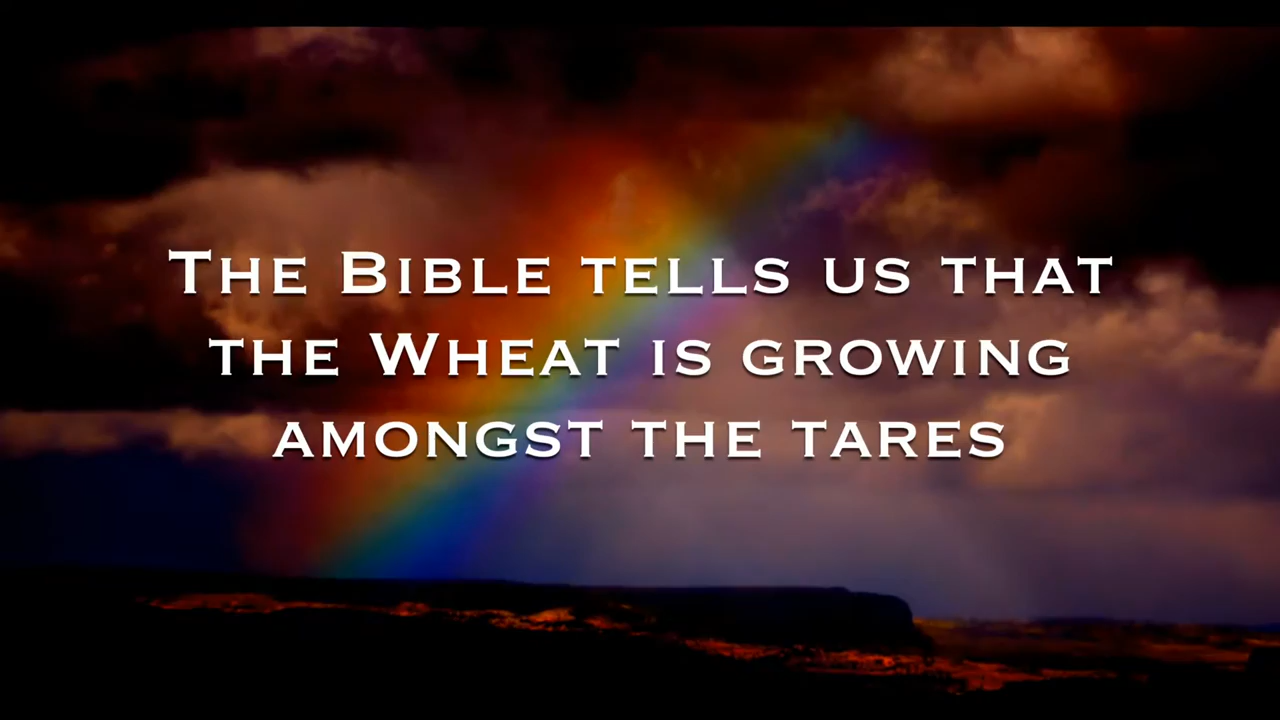 The Bible tells us that
the Wheat is growing
amongst the tares